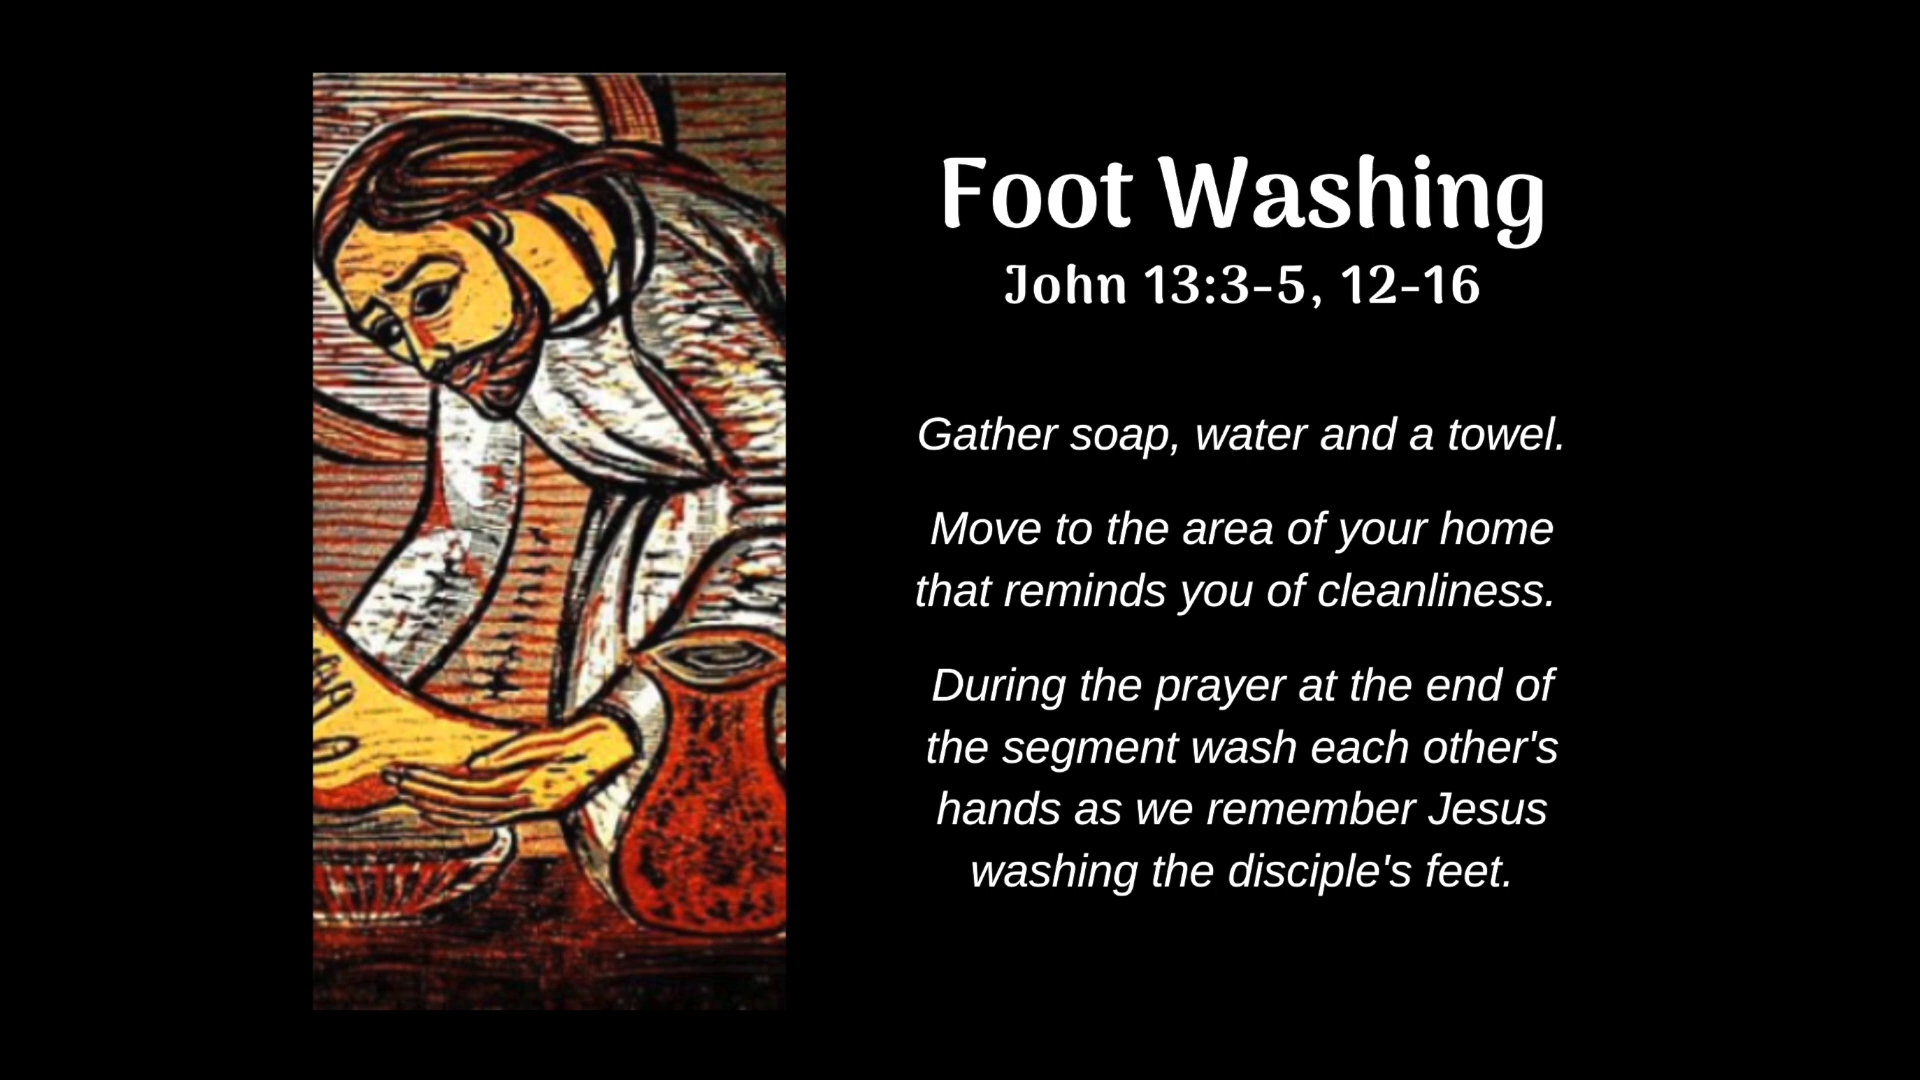 Foot Washing
John 13:3-5, 12-16
Gather soap, water and a towel.
Move to the area of your home
that reminds you of cleanliness.
During the prayer at the end of
the segment wash each other's
hands as we remember Jesus
washing the disciple's feet.